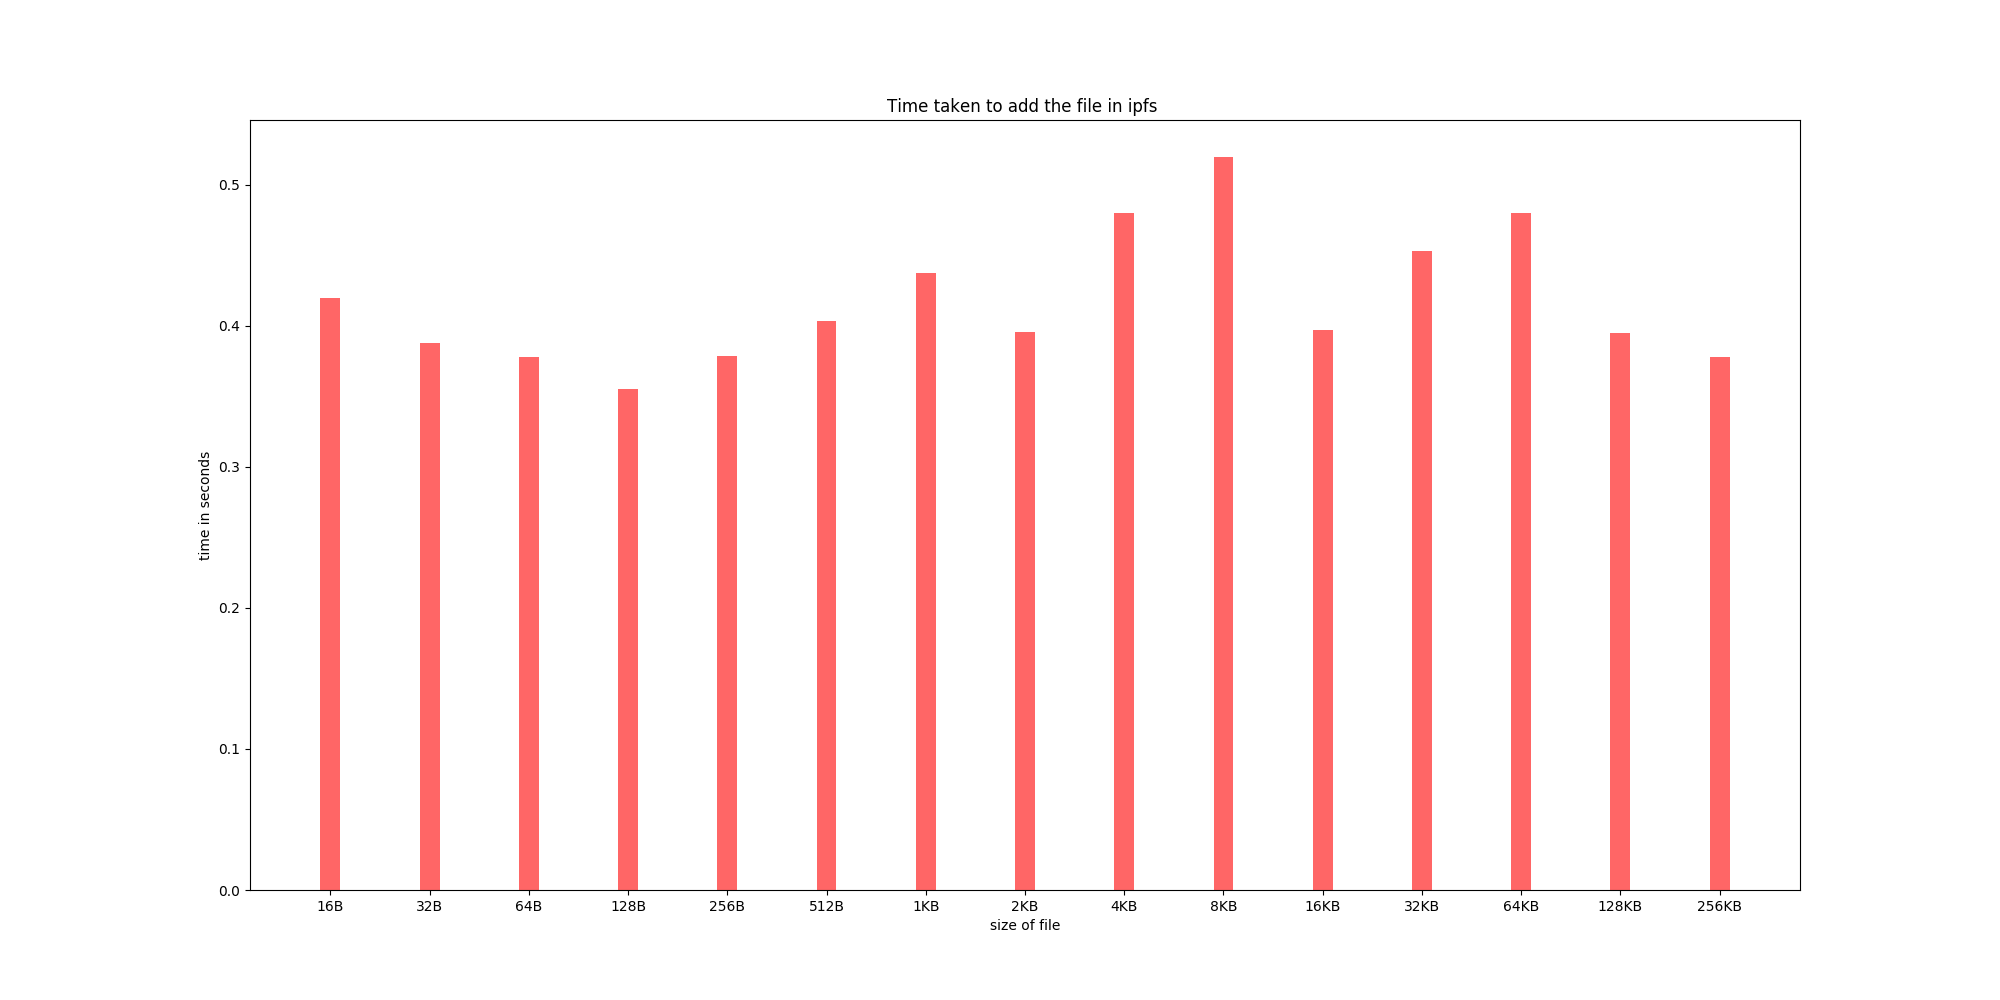 Time taken to add the file in ipfs
0.5
0.4
0.3
0.2
0.1
0.0
time in seconds
16B 32B 64B 128B 256B 512B 1KB 2KB 4KB 8KB 16KB 32KB 64KB 128KB 256KB
size of file